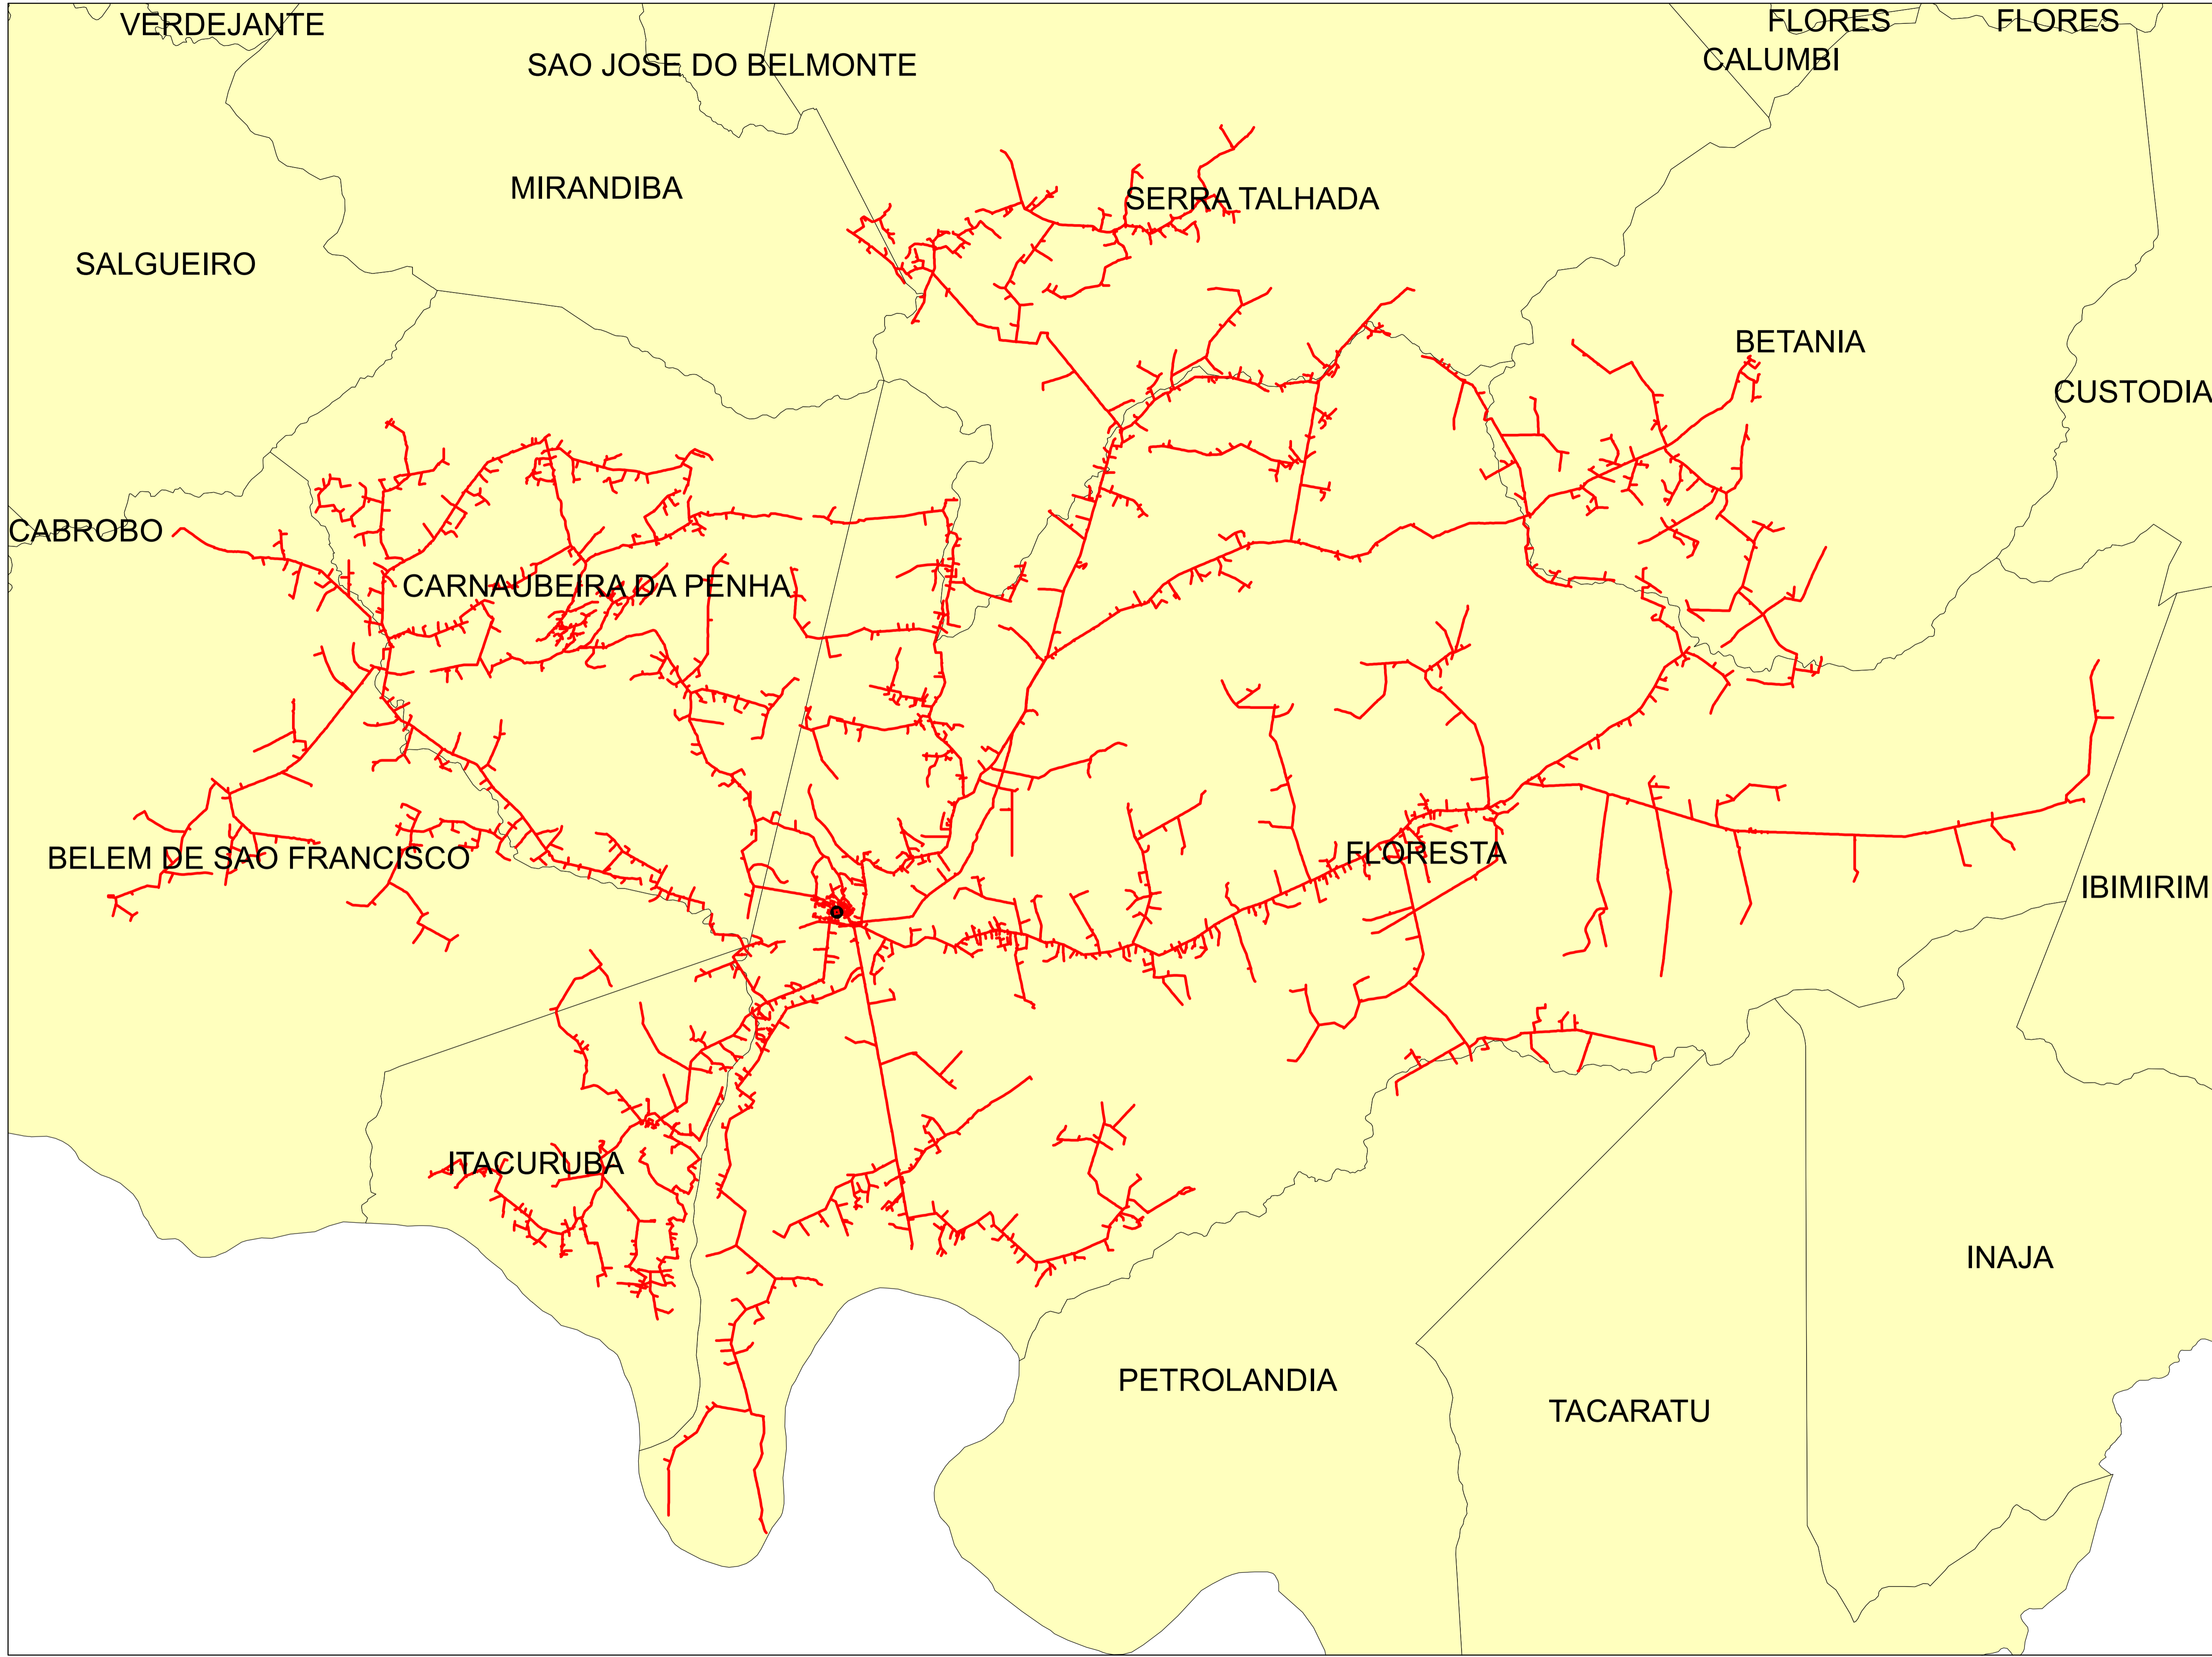 VERDEJANTE
FLORES
FLORES
SAO JOSE DO BELMONTE
CALUMBI
MIRANDIBA
SERRA TALHADA
SALGUEIRO
BETANIA
CUSTODIA
CABROBO
CARNAUBEIRA DA PENHA
BELEM DE SAO FRANCISCO
FLORESTA
IBIMIRIM
ITACURUBA
INAJA
PETROLANDIA
TACARATU